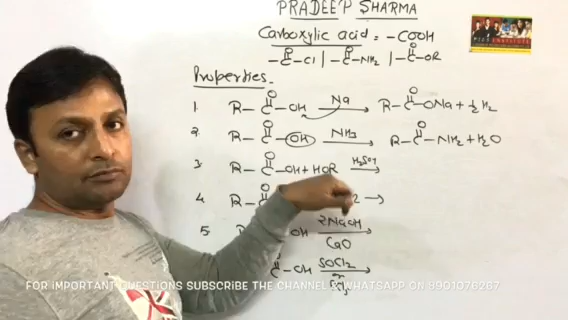 PRADEEP SHARMA
Carboxylic acid = -COOH
-C(=O)-Cl | -C(=O)-NH₂ | -C(=O)-OR
Properties -
1. R-C(=O)-OH Na → R-C(=O)-ONa + ½H₂
2. R-C(=O)-OH NH₃ → R-C(=O)-NH₂ + H₂O
3. R-C(=O)-OH + HOR H₂SO₄ →
4. R-C 2 →
5. R OH 2NaOH → CaO
C(=O)-OH SOCl₂ →
FOR IMPORTANT QUESTIONS SUBSCRIBE THE CHANNEL WHATSAPP ON 9901076267